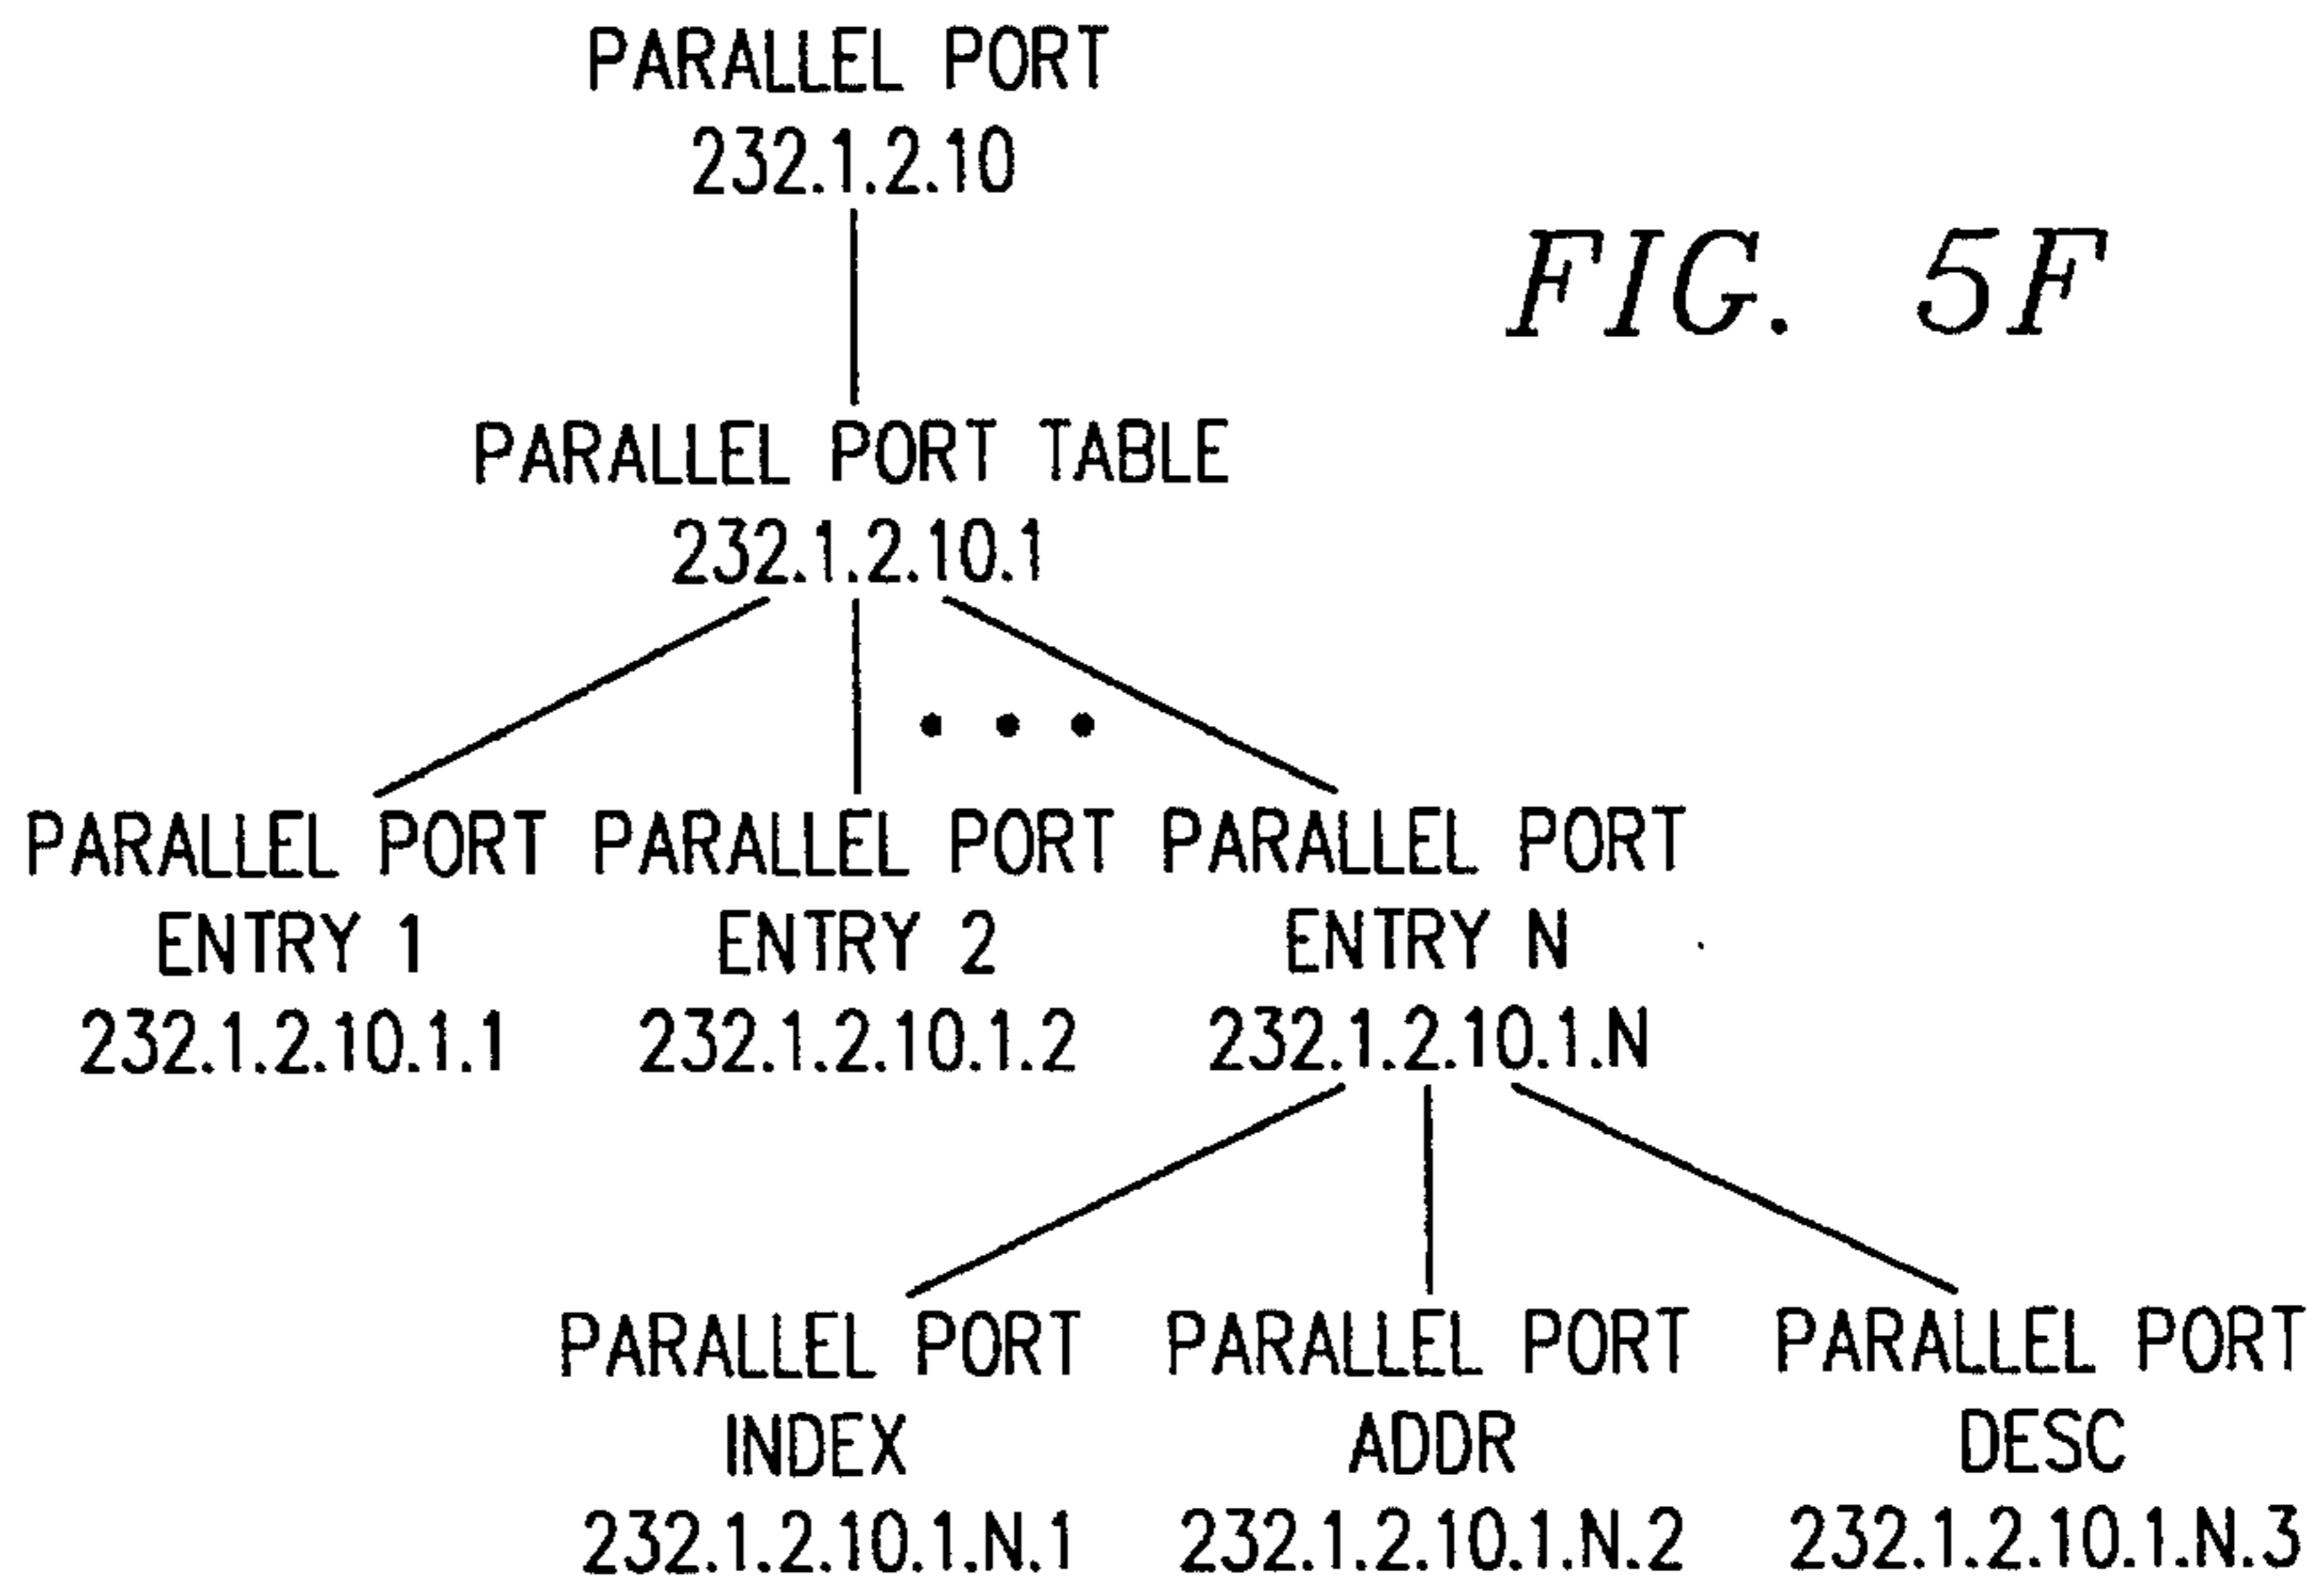 PARALLEL PORT
232.1.2.10
FIG. 5F
PARALLEL PORT TABLE
232.1.2.10.1
PARALLEL PORT
ENTRY 1
232.1.2.10.1.1
PARALLEL PORT
ENTRY 2
232.1.2.10.1.2
PARALLEL PORT
ENTRY N
232.1.2.10.1.N
PARALLEL PORT
INDEX
232.1.2.10.1.N.1
PARALLEL PORT
ADDR
232.1.2.10.1.N.2
PARALLEL PORT
DESC
232.1.2.10.1.N.3